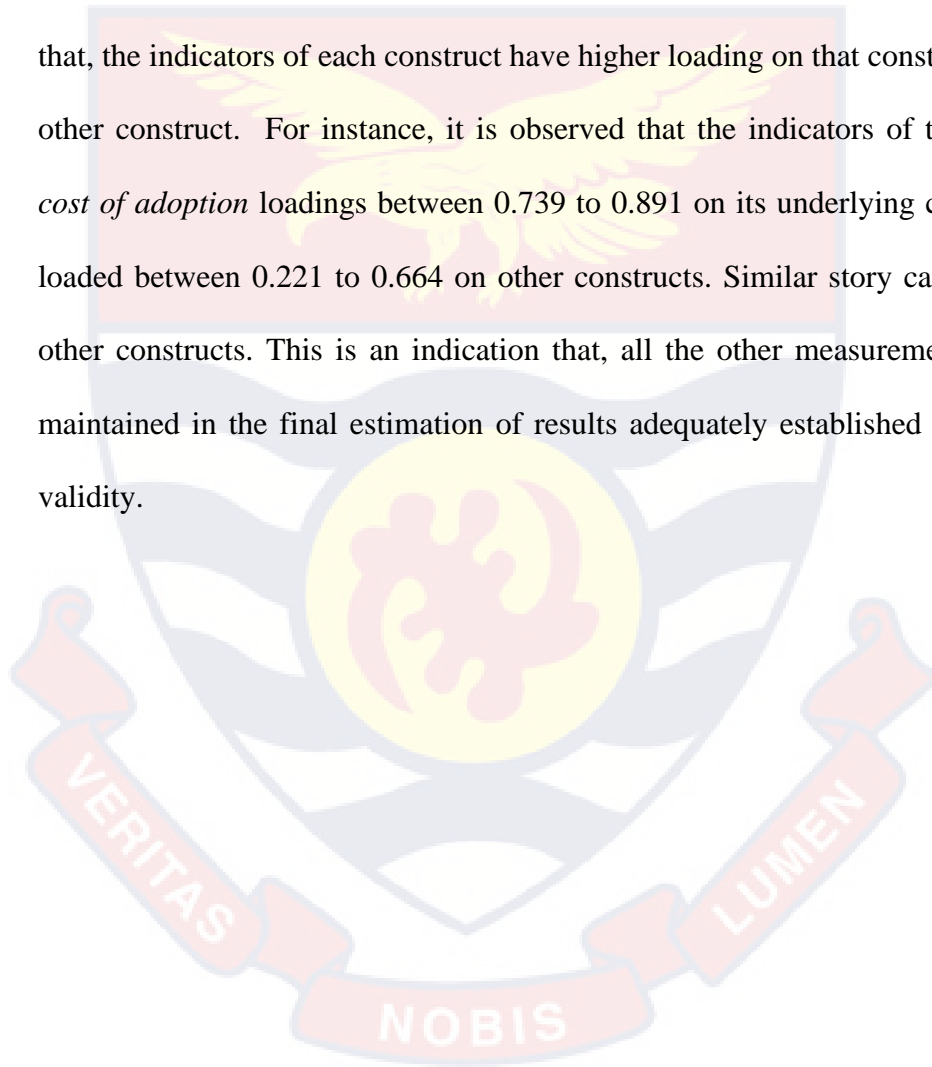 that, the indicators of each construct have higher loading on that const
other construct. For instance, it is observed that the indicators of t
cost of adoption loadings between 0.739 to 0.891 on its underlying c
loaded between 0.221 to 0.664 on other constructs. Similar story ca
other constructs. This is an indication that, all the other measureme
maintained in the final estimation of results adequately established
validity.
VERITAS
NOBIS
LUMEN